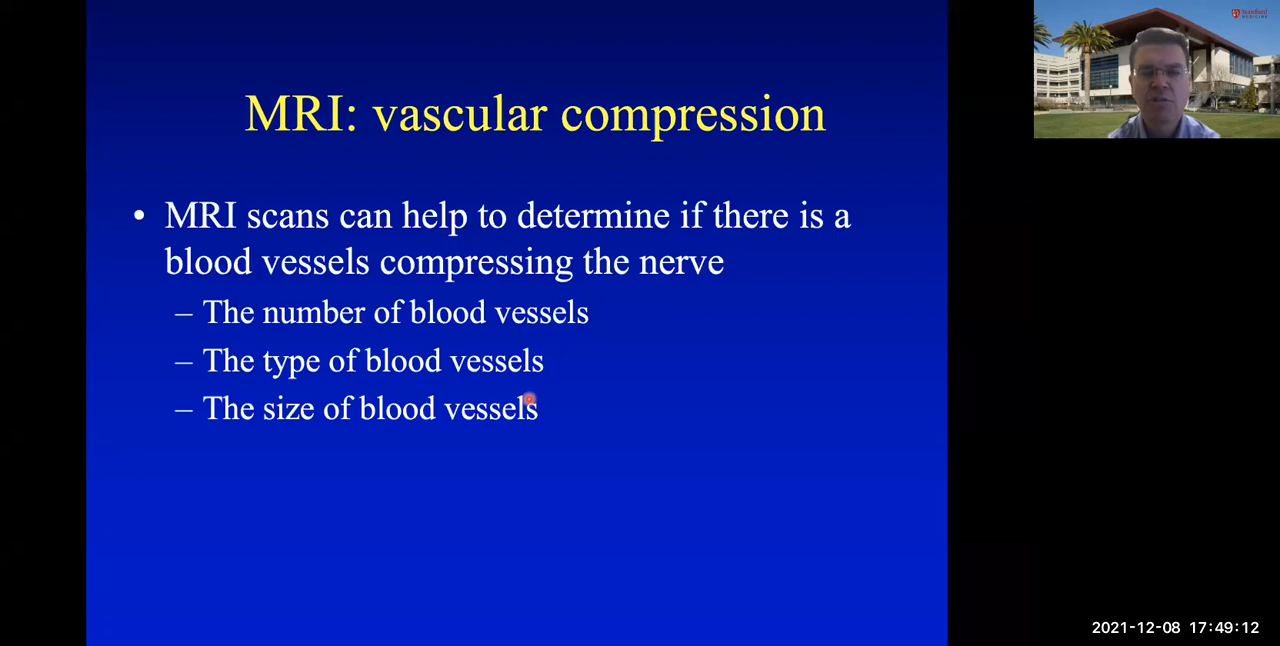 MRI: vascular compression
• MRI scans can help to determine if there is a
blood vessels compressing the nerve
– The number of blood vessels
– The type of blood vessels
– The size of blood vessels
Stanford
MEDICINE
2021-12-08 17:49:12